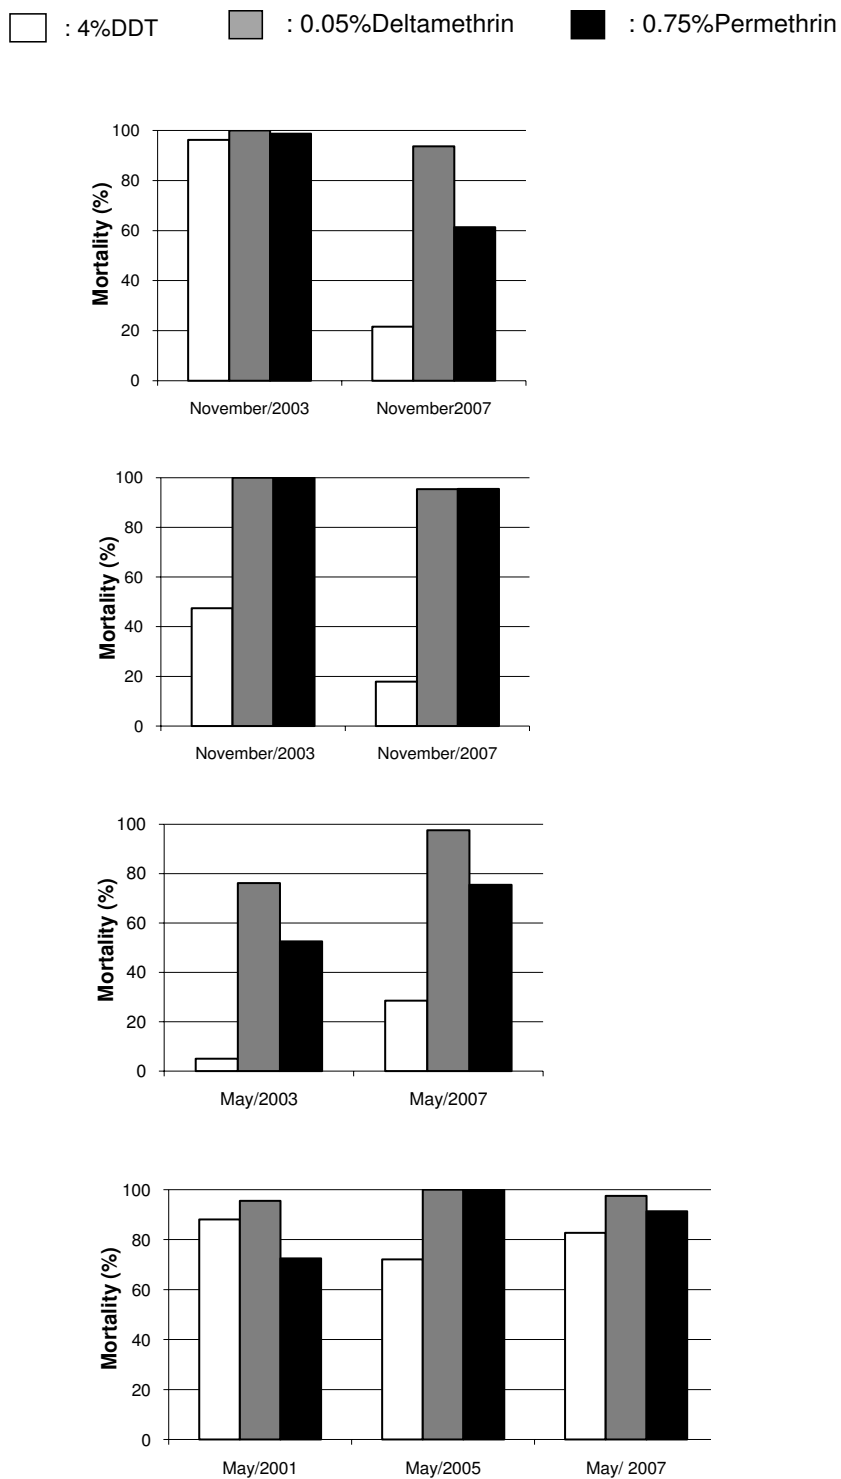 : 4%DDT : 0.05%Deltamethrin : 0.75%Permethrin
Mortality (%)
100
80
60
40
20
0
November/2003 November2007
Mortality (%)
100
80
60
40
20
0
November/2003 November/2007
Mortality (%)
100
80
60
40
20
0
May/2003 May/2007
Mortality (%)
100
80
60
40
20
0
May/2001 May/2005 May/ 2007